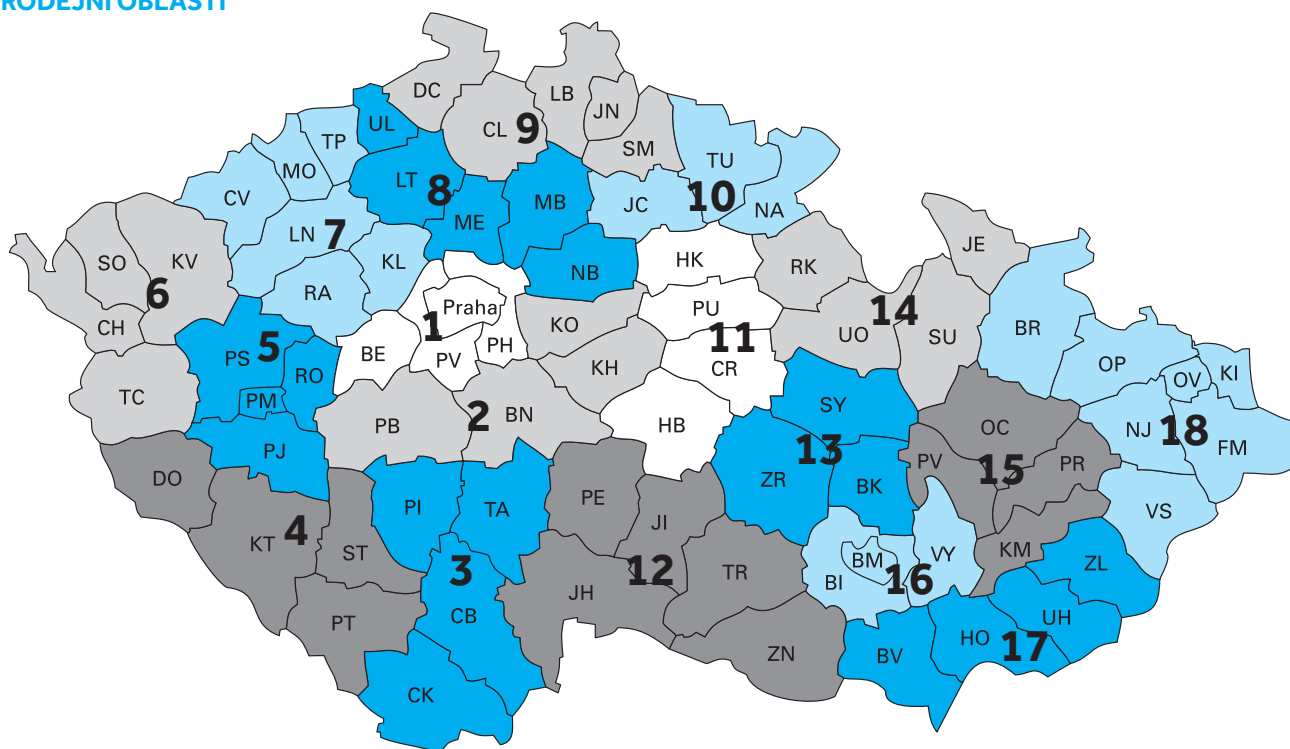 RODEJNÍ OBLASTI
DC
LB
JN
UL
CL
9
TP
SM
MO
TU
LT
8
10
CV
MB
JC
NA
ME
LN
7
KL
SO
KV
6
RA
NB
HK
RK
JE
CH
Praha
1
KO
PU
11
14
BR
PS
5
BE
PV
PH
UO
SU
RO
KH
CR
OP
OV
KI
TC
PM
PB
2
BN
HB
SY
OC
NJ
18
FM
PJ
13
PV
15
PR
DO
ZR
BK
PI
TA
PE
VS
KT
4
ST
JI
BM
VY
KM
ZL
3
12
TR
BI
16
JH
PT
CB
UH
HO
17
ZN
BV
CK